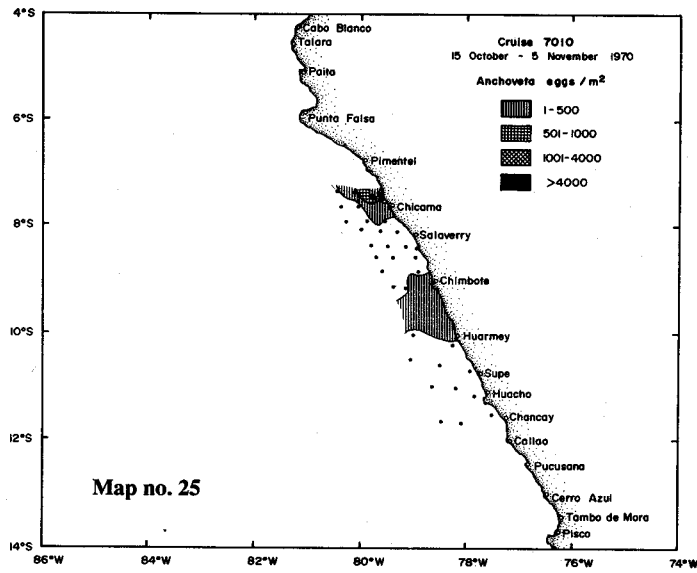 4°S
6°S
8°S
10°S
12°S
14°S
86°W
84°W
82°W
80°W
78°W
76°W
74°W
Cabo Blanco
Talara
Paita
Punta Falsa
Pimentel
Chicama
Salaverry
Chimbote
Huarmey
Supe
Huacho
Chancay
Callao
Pucusana
Cerro Azul
Tambo de Mora
Pisco
Cruise 7010
15 October - 5 November 1970
Anchoveta eggs / m²
1-500
501-1000
1001-4000
>4000
Map no. 25